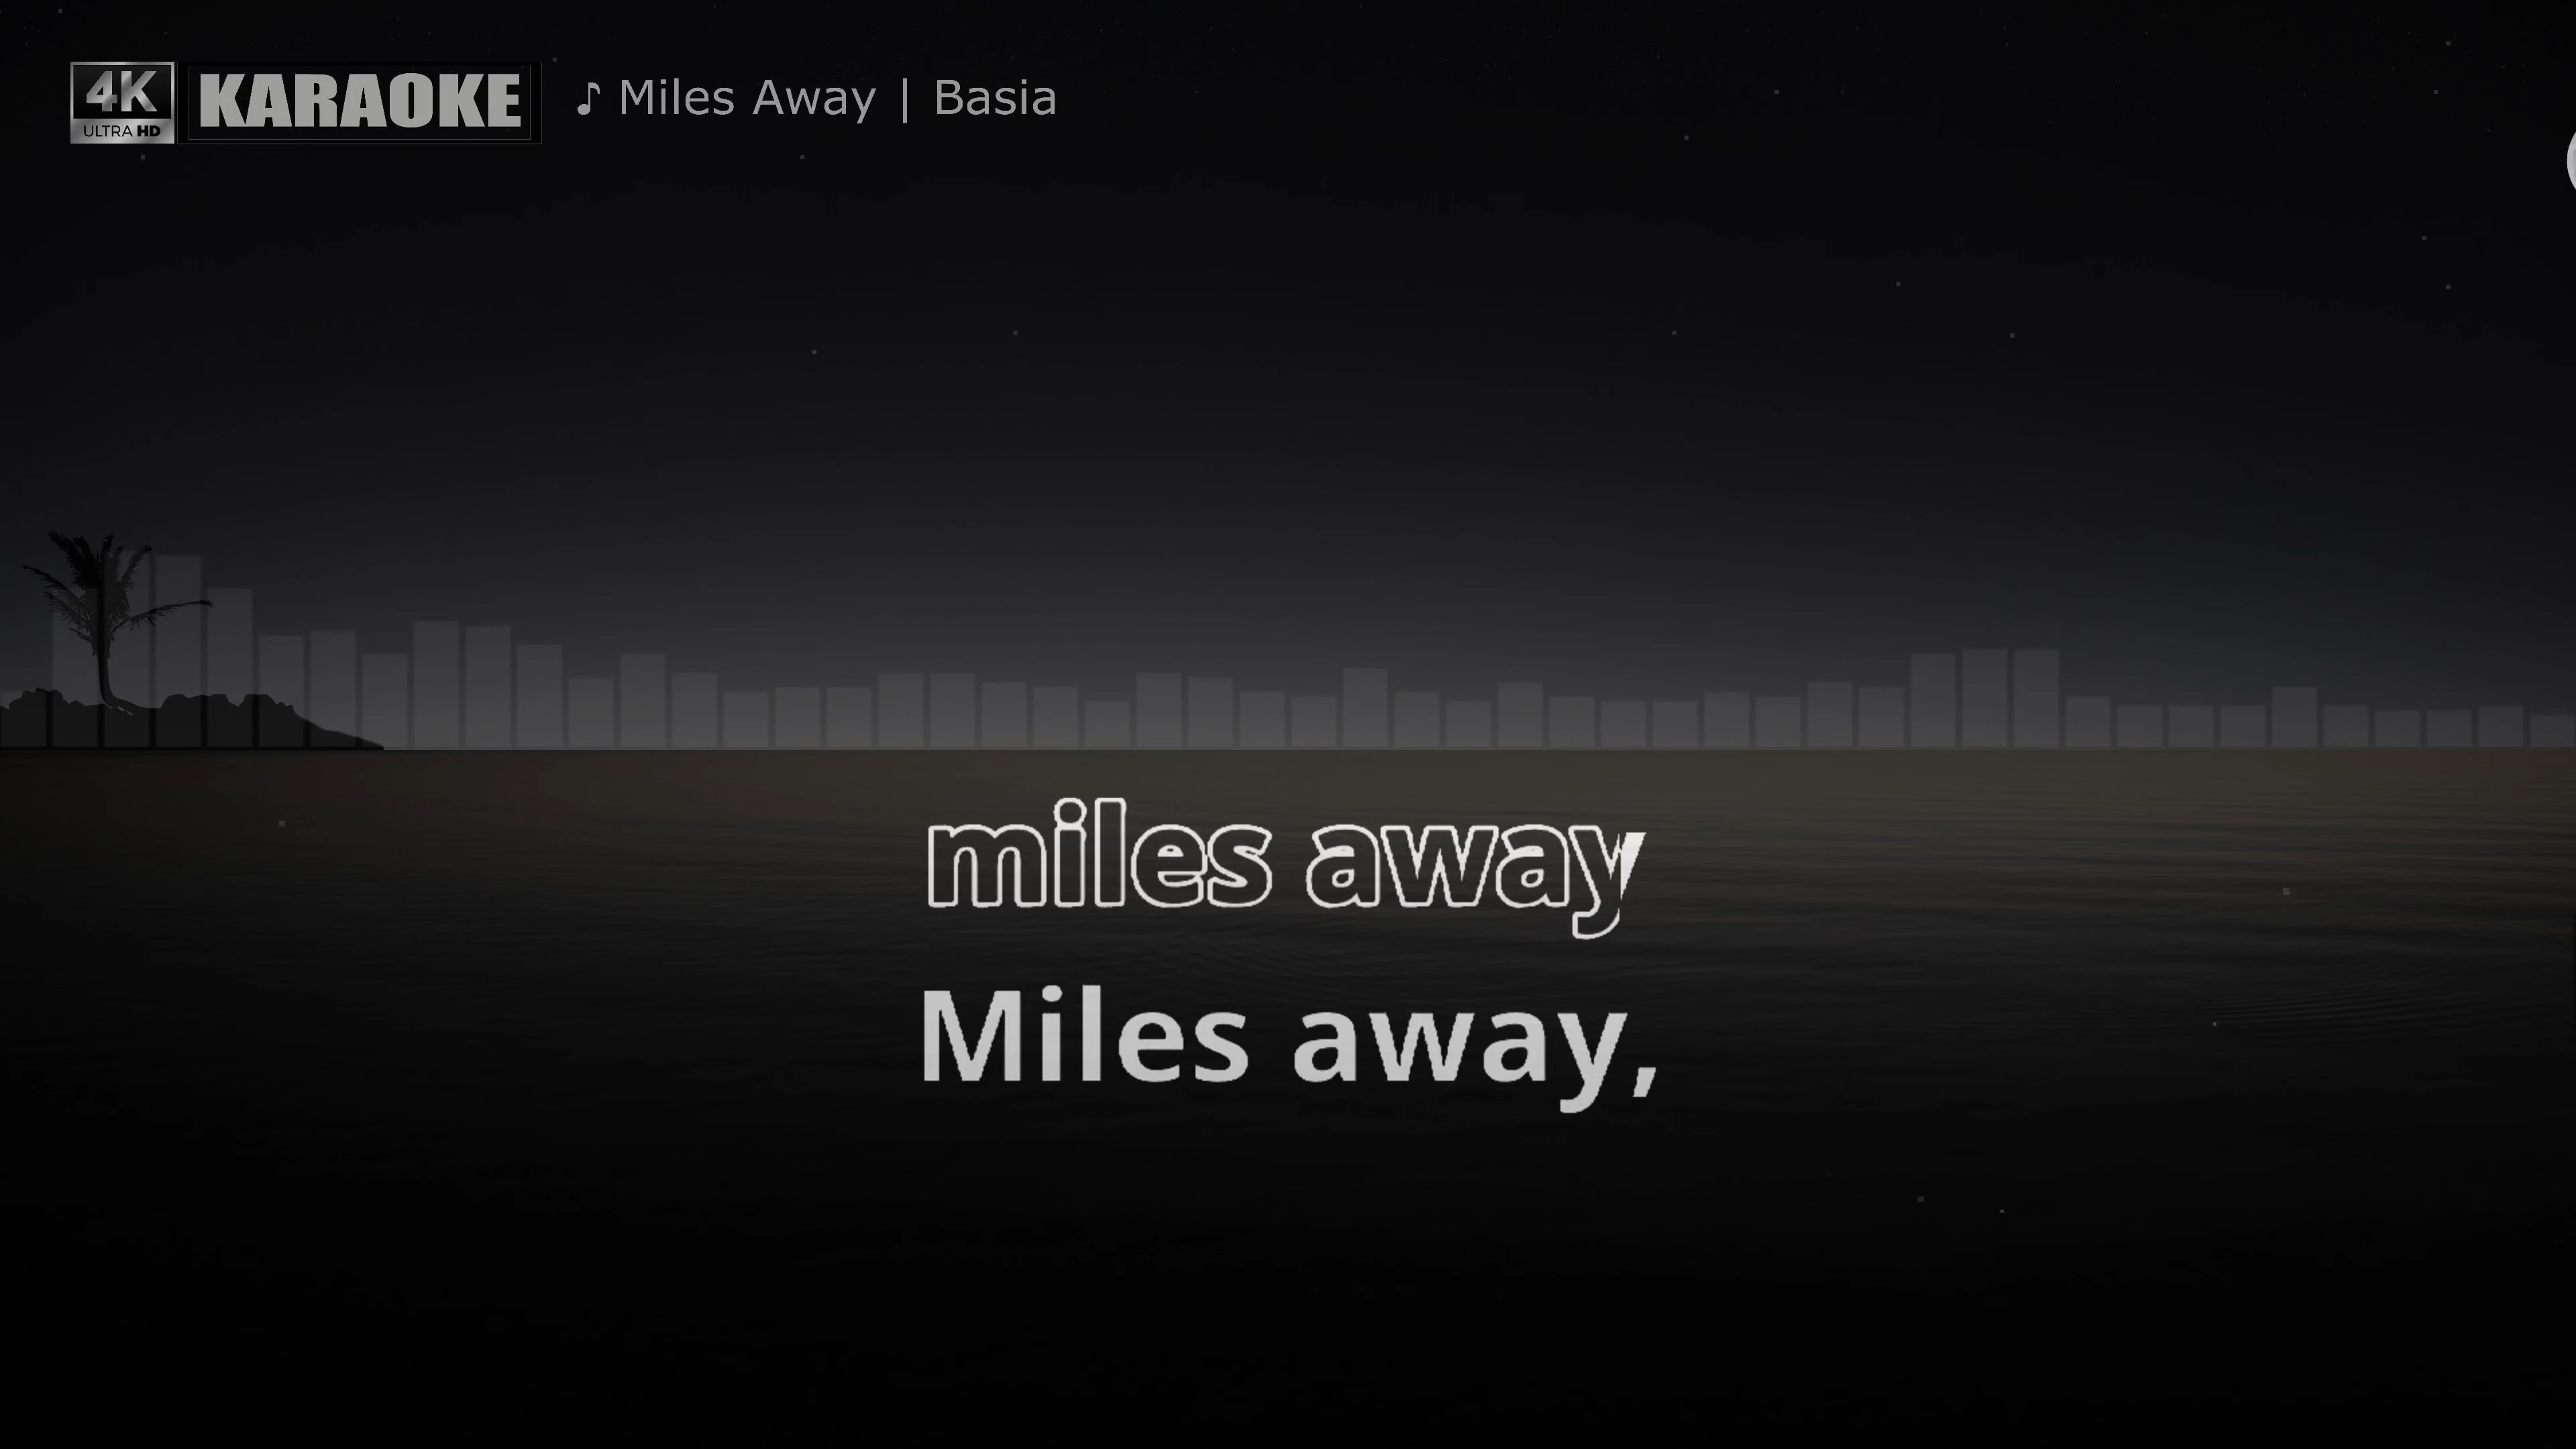 4K
ULTRA HD
KARAOKE
♪ Miles Away | Basia
miles away
Miles away,